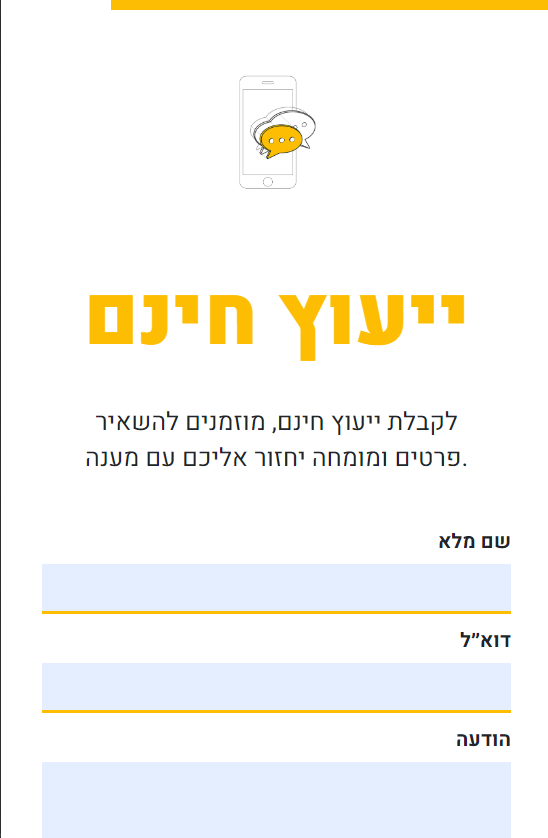 ייעוץ חינם
לקבלת ייעוץ חינם, מוזמנים להשאיר
.פרטים ומומחה יחזור אליכם עם מענה
שם מלא
דוא״ל
הודעה